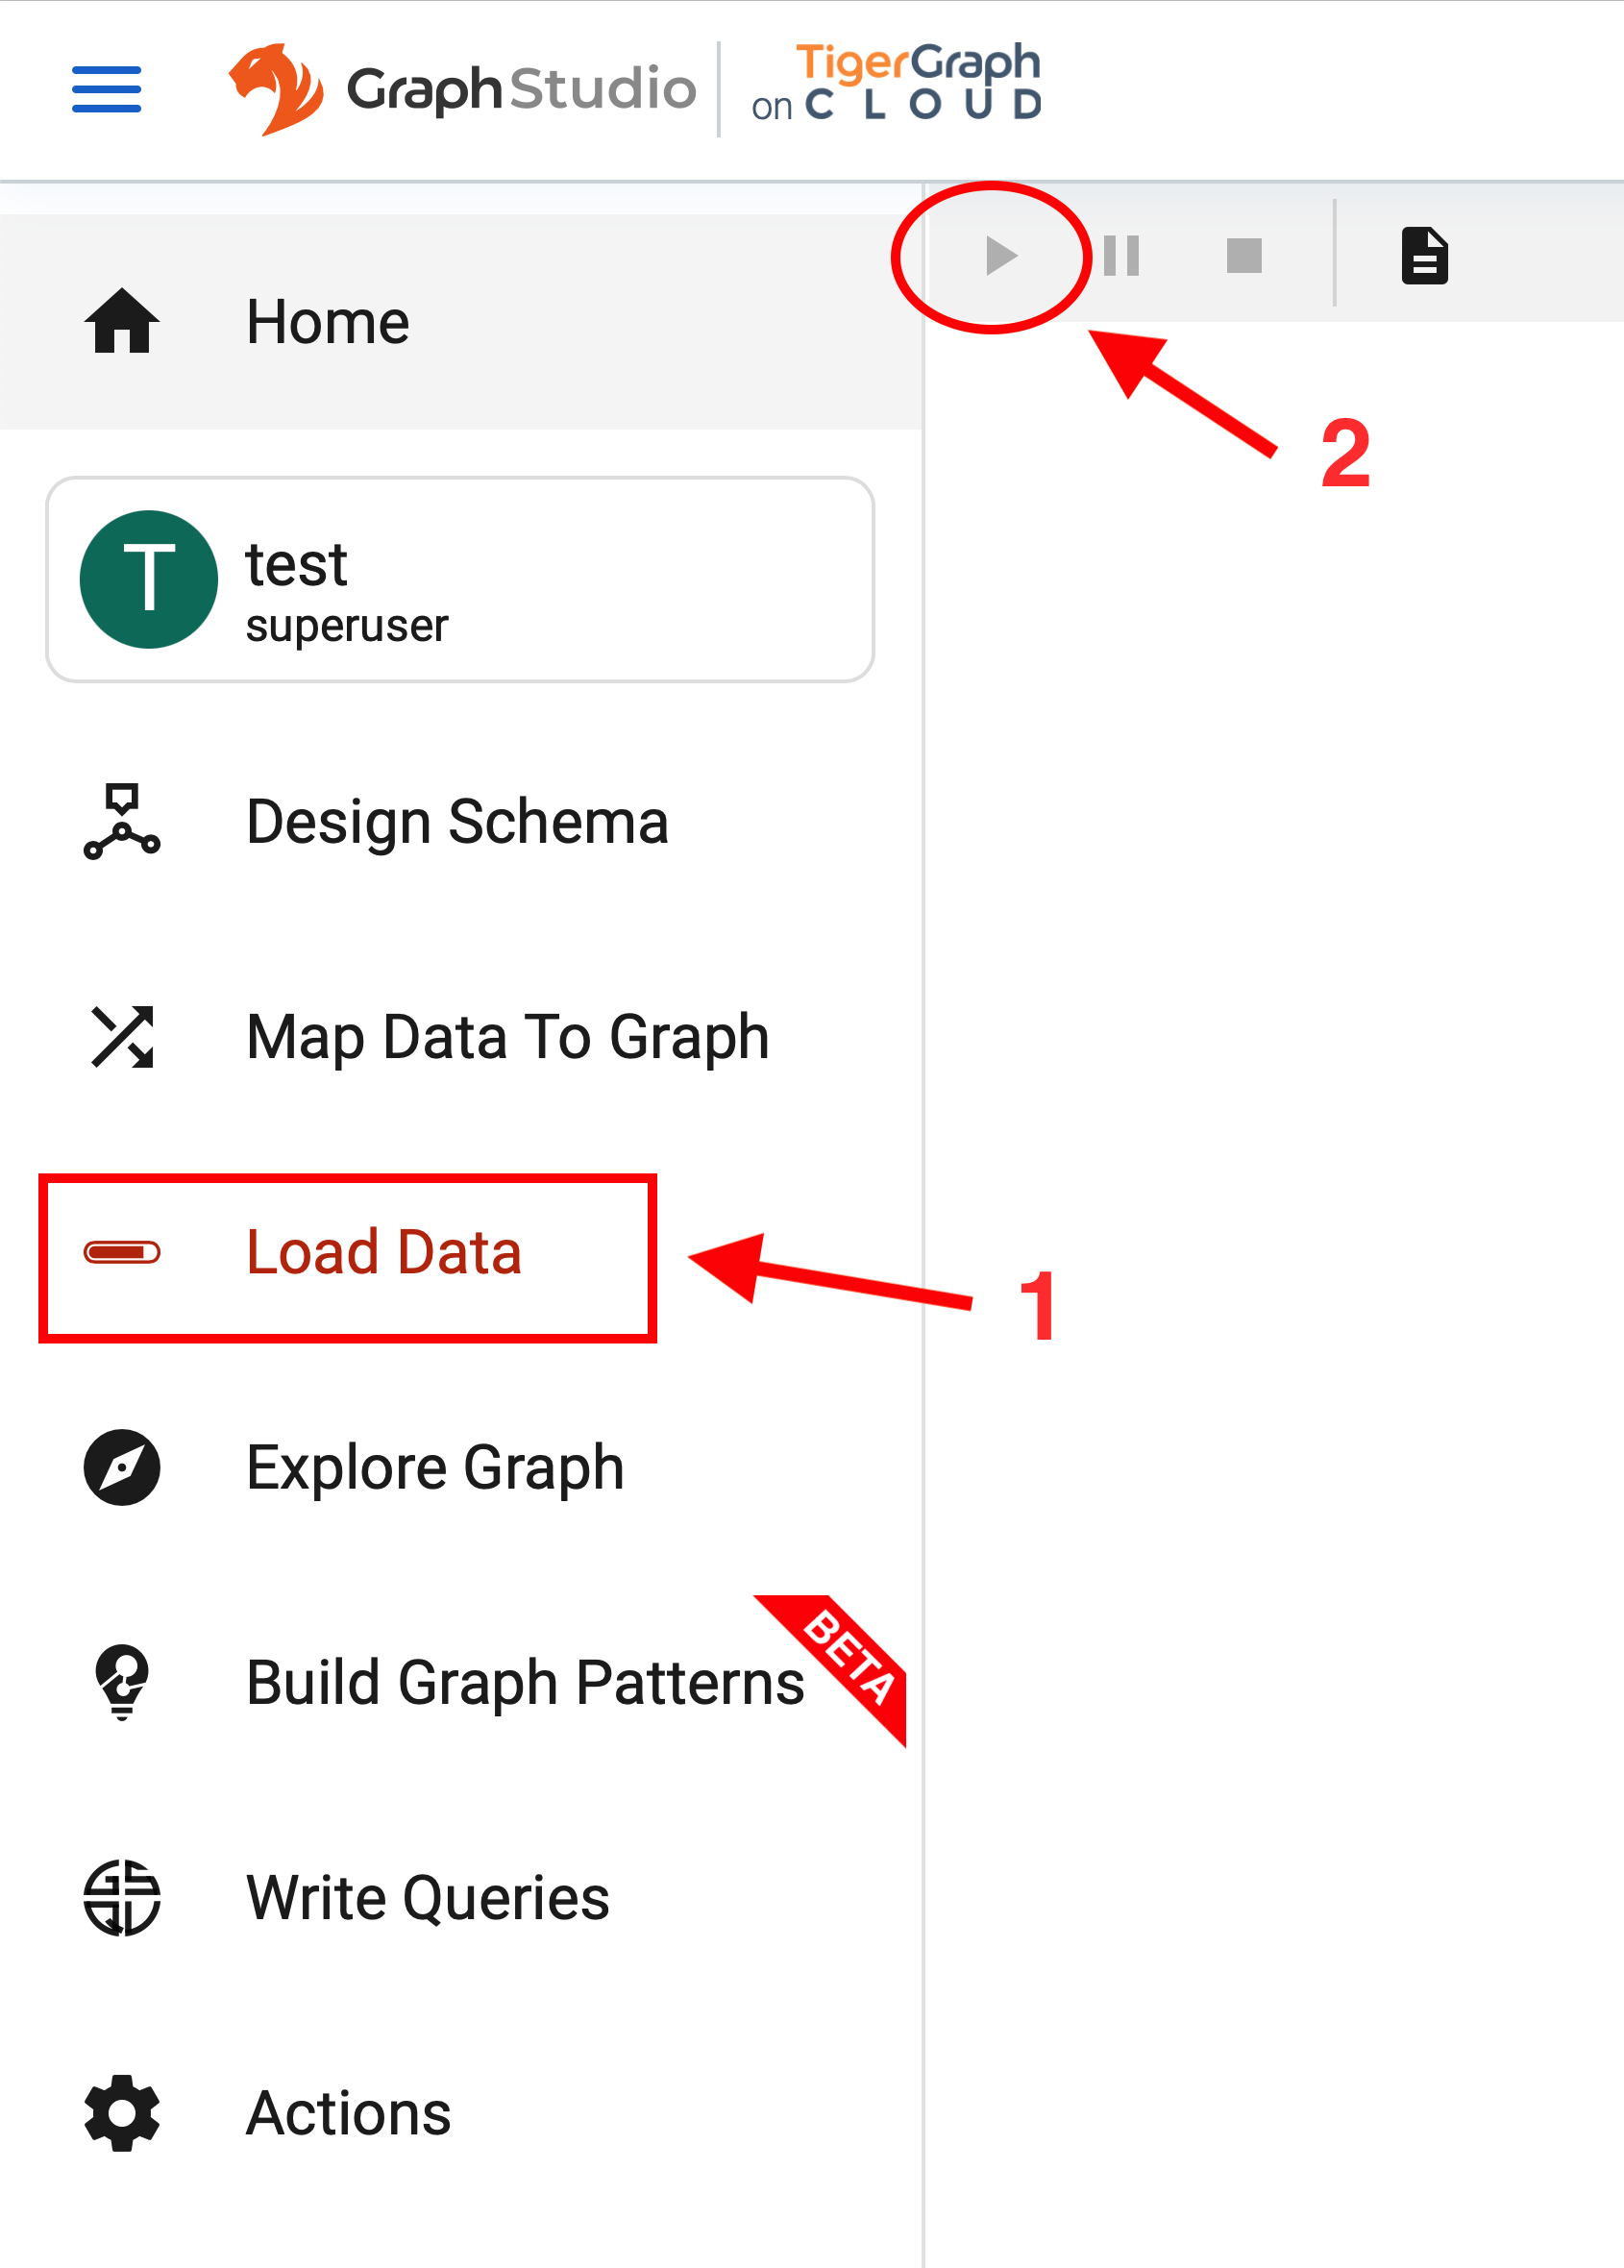 GraphStudio
on TigerGraph CLOUD
Home
2
T
test
superuser
Design Schema
Map Data To Graph
Load Data
1
Explore Graph
Build Graph Patterns
BETA
Write Queries
Actions